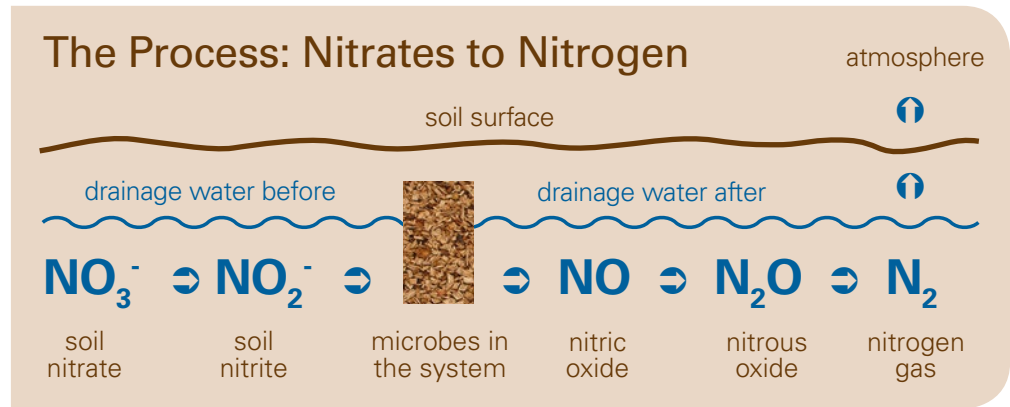 The Process: Nitrates to Nitrogen
atmosphere
soil surface
drainage water before
drainage water after
NO₃⁻ NO₂⁻ NO N₂O N₂
soil
nitrate
soil
nitrite
microbes in
the system
nitric
oxide
nitrous
oxide
nitrogen
gas